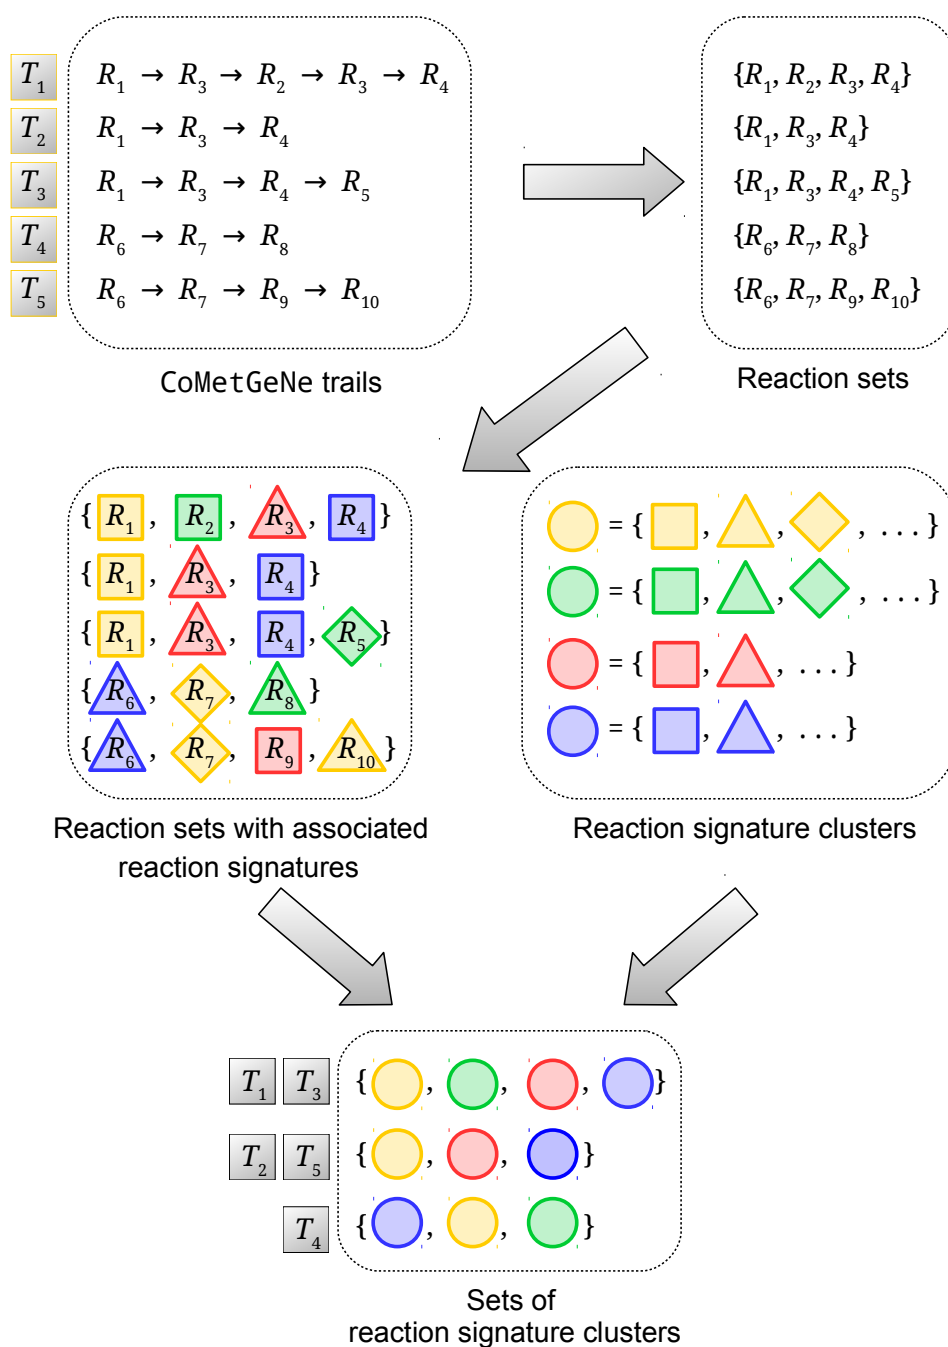 T1 R1 → R3 → R2 → R3 → R4 {R1, R2, R3, R4}
T2 R1 → R3 → R4 {R1, R3, R4}
T3 R1 → R3 → R4 → R5 {R1, R3, R4, R5}
T4 R6 → R7 → R8 {R6, R7, R8}
T5 R6 → R7 → R9 → R10 {R6, R7, R9, R10}
CoMetGeNe trails
Reaction sets
{ R1 , R2 , R3 , R4 }
{ R1 , R3 , R4 }
{ R1 , R3 , R4 , R5 }
{ R6 , R7 , R8 }
{ R6 , R7 , R9 , R10 }
= { , , , ... }
= { , , , ... }
= { , , ... }
= { , , ... }
Reaction sets with associated
reaction signatures
Reaction signature clusters
T1 T3 { , , , }
T2 T5 { , , }
T4 { , , }
Sets of
reaction signature clusters